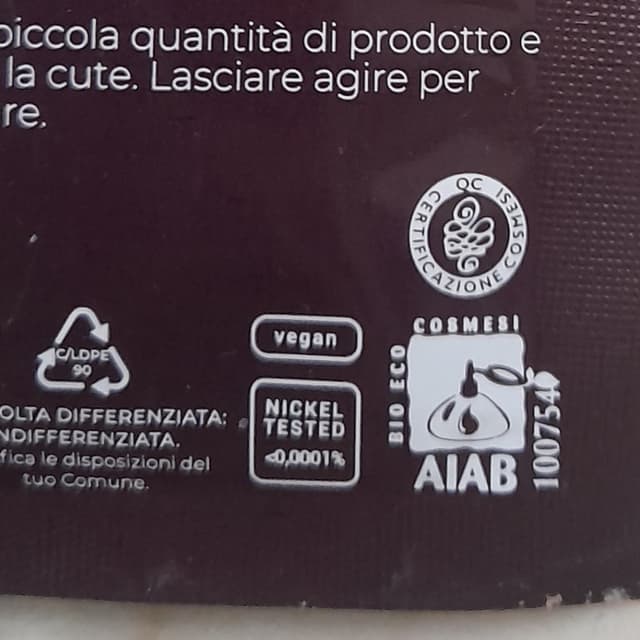 piccola quantità di prodotto e
la cute. Lasciare agire per
re.
QC
CERTIFICAZIONE COSMESI
C/LDPE
90
OLTA DIFFERENZIATA:
NDIFFERENZIATA.
fica le disposizioni del
tuo Comune.
vegan
NICKEL
TESTED
<0,0001%
COSMESI
BIO ECO
AIAB
1007546